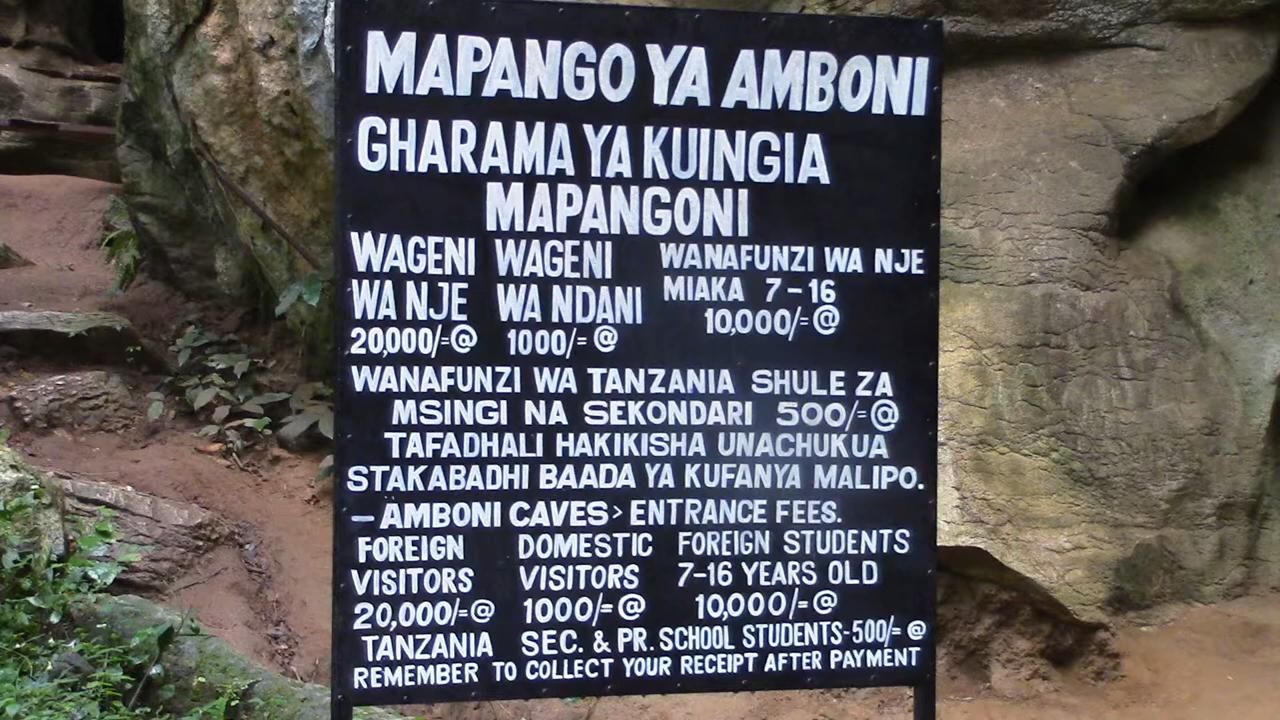 MAPANGO YA AMBONI
GHARAMA YA KUINGIA
MAPANGONI
WAGENI WAGENI WANAFUNZI WA NJE
WA NJE WA NDANI MIAKA 7-16
20,000/=@ 1000/=@ 10,000/=@
WANAFUNZI WA TANZANIA SHULE ZA
MSINGI NA SEKONDARI 500/=@
TAFADHALI HAKIKISHA UNACHUKUA
STAKABADHI BAADA YA KUFANYA MALIPO.
- AMBONI CAVES > ENTRANCE FEES.
FOREIGN DOMESTIC FOREIGN STUDENTS
VISITORS VISITORS 7-16 YEARS OLD
20,000/=@ 1000/=@ 10,000/=@
TANZANIA SEC. & PR. SCHOOL STUDENTS-500/=@
REMEMBER TO COLLECT YOUR RECEIPT AFTER PAYMENT